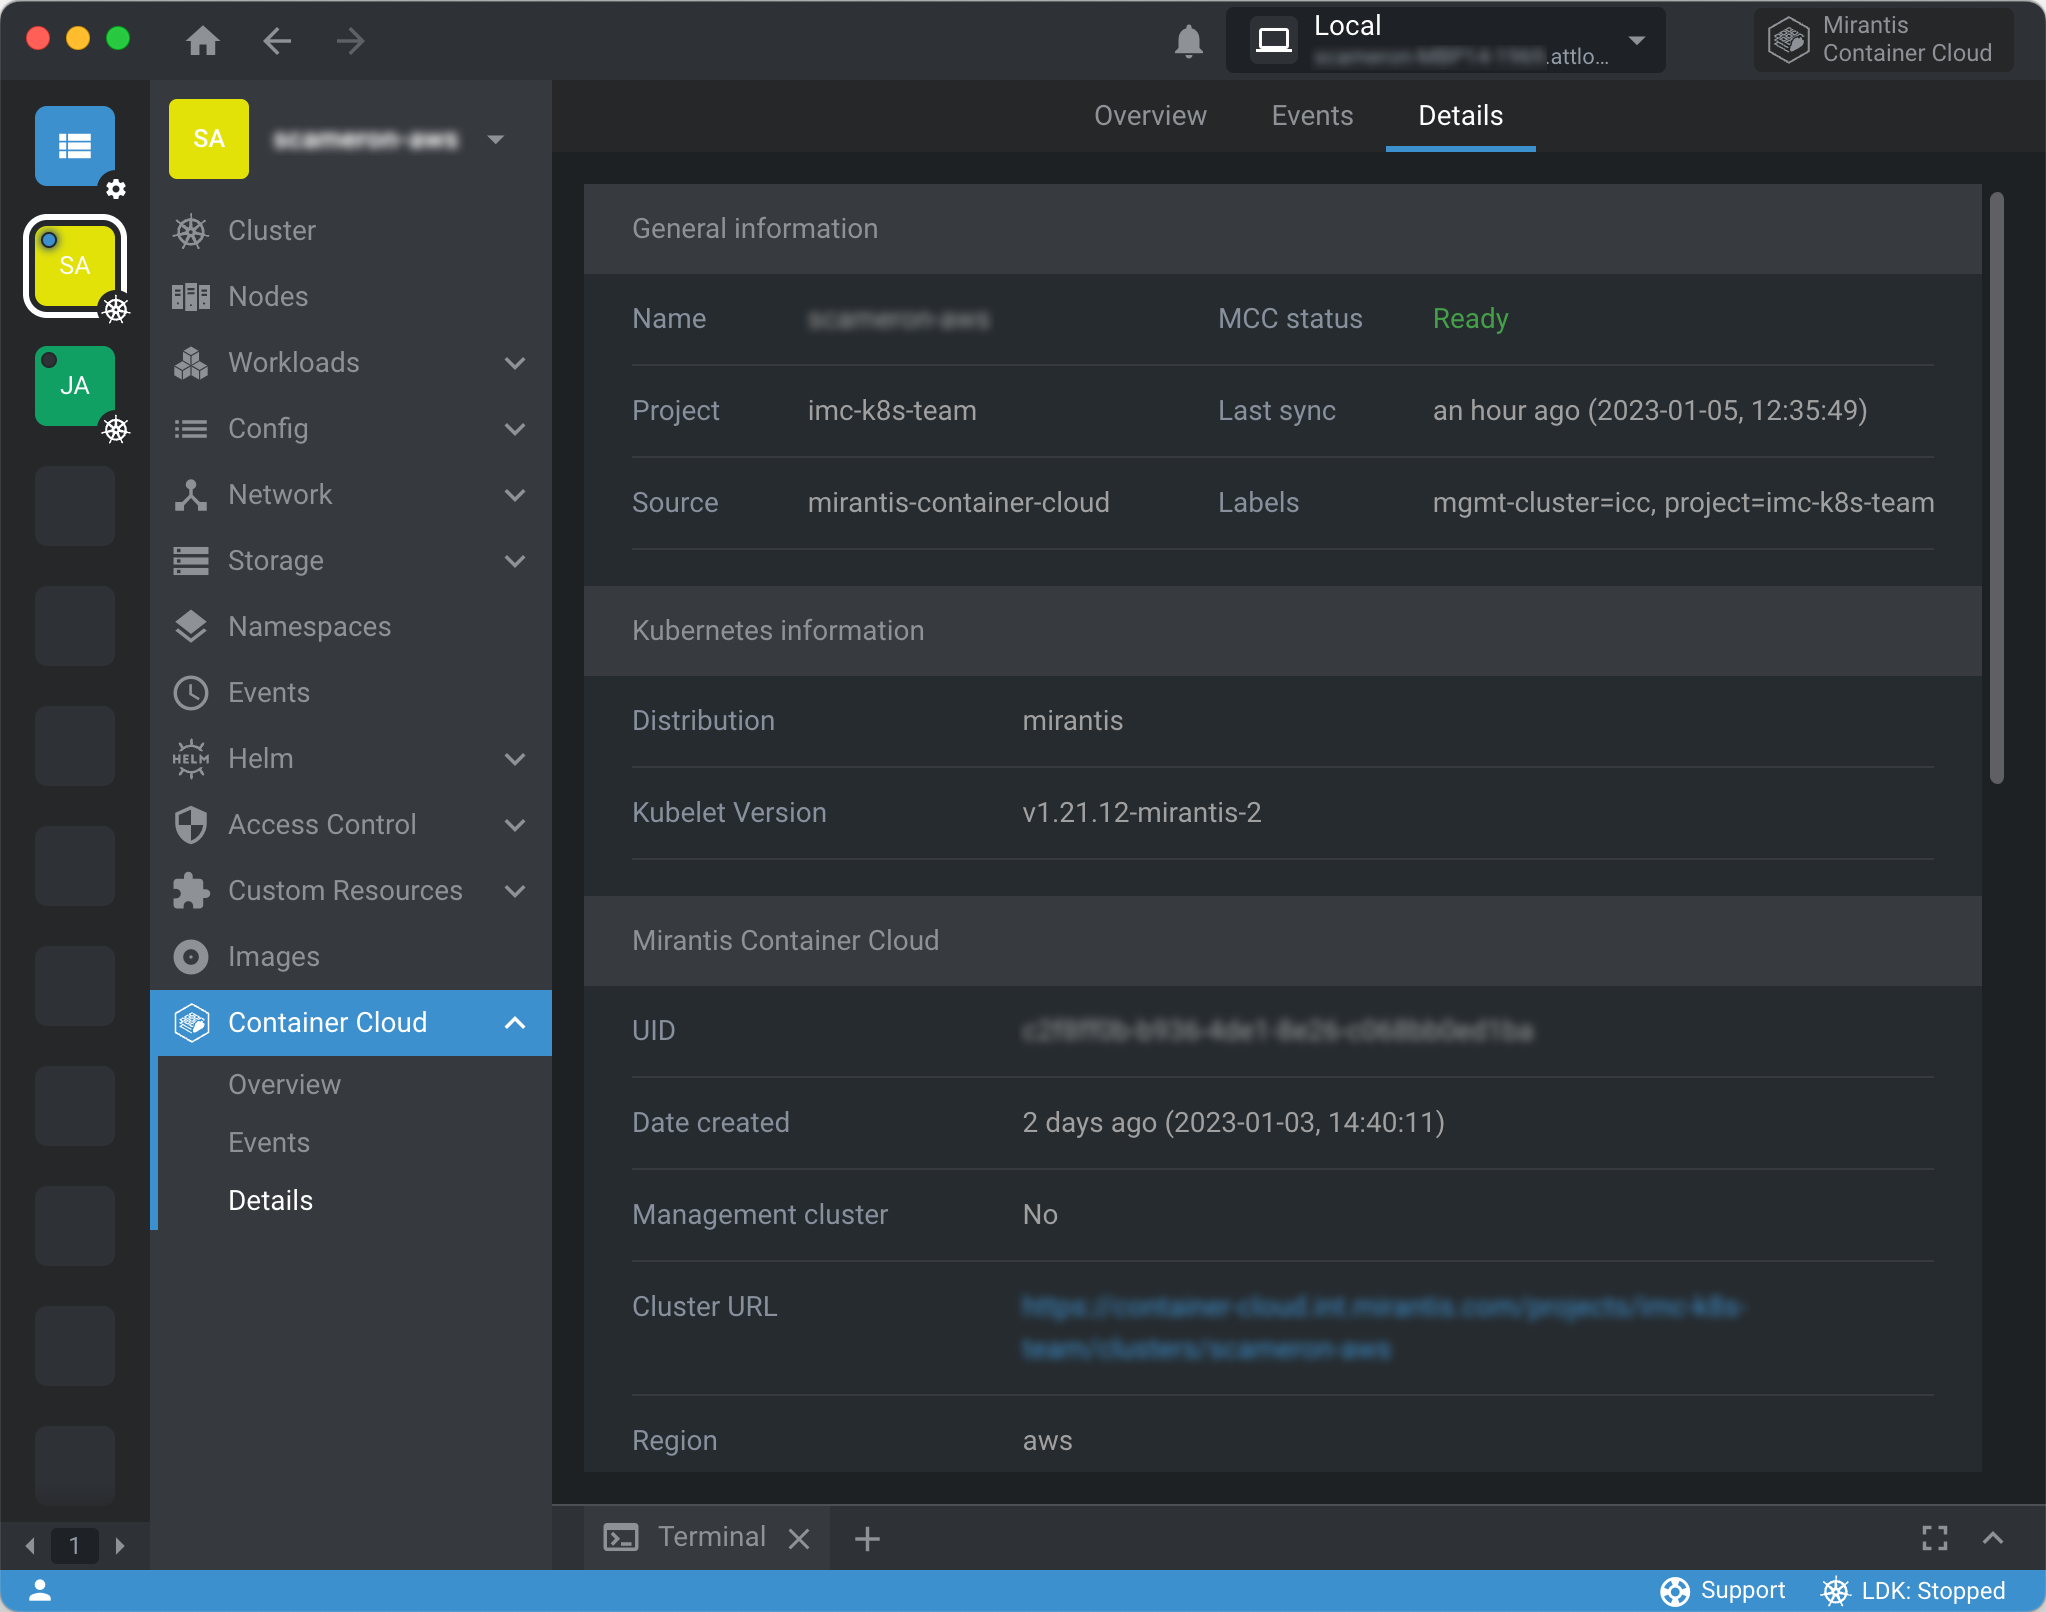 Local
.attlo...
Mirantis
Container Cloud
SA
Overview
Events
Details
SA
JA
Cluster
Nodes
Workloads
Config
Network
Storage
Namespaces
Events
HELM
Helm
Access Control
Custom Resources
Images
Container Cloud
Overview
Events
Details
General information
Name
MCC status
Ready
Project
imc-k8s-team
Last sync
an hour ago (2023-01-05, 12:35:49)
Source
mirantis-container-cloud
Labels
mgmt-cluster=icc, project=imc-k8s-team
Kubernetes information
Distribution
mirantis
Kubelet Version
v1.21.12-mirantis-2
Mirantis Container Cloud
UID
Date created
2 days ago (2023-01-03, 14:40:11)
Management cluster
No
Cluster URL
Region
aws
1
Terminal
Support
LDK: Stopped